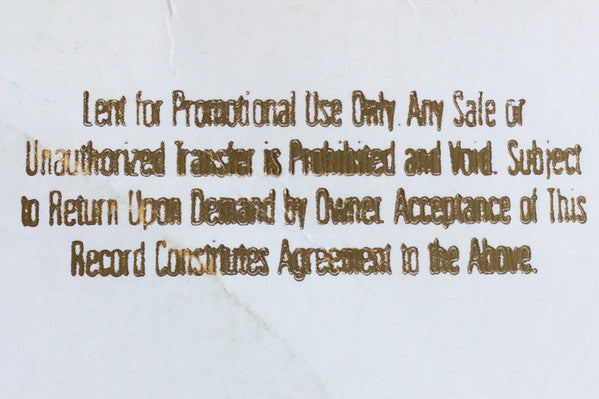 Lent for Promotional Use Only. Any Sale or
Unauthorized Transfer is Prohibited and Void. Subject
to Return Upon Demand by Owner. Acceptance of This
Record Constitutes Agreement to the Above.